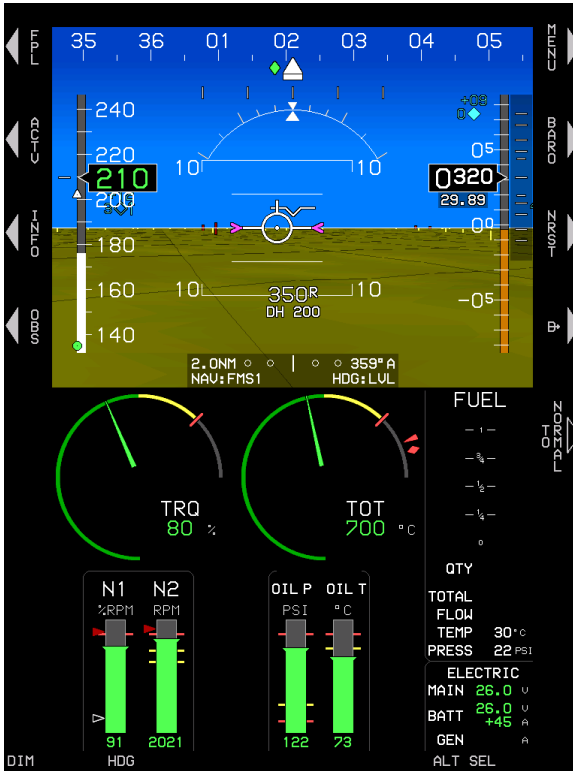 35 36 01 02 03 04 05
FPL
MENU
ACTV
BARO
INFO
NRST
OBS
240
220
210
200
180
160
140
+02
0
05
0320
29.89
00
-05
10 10
10 10
350R
DH 200
2.0NM 359°A
NAV:FMS1 HDG:LVL
TRQ
80 %
TOT
700 °C
FUEL
NORMAL
TO
1
3/4
1/2
1/4
0
QTY
TOTAL
FLOW
TEMP 30°C
PRESS 22 PSI
N1 N2
%RPM RPM
91 2021
OIL P OIL T
PSI °C
122 73
ELECTRIC
MAIN 26.0 V
BATT 26.0 V
+45 A
GEN A
DIM HDG ALT SEL